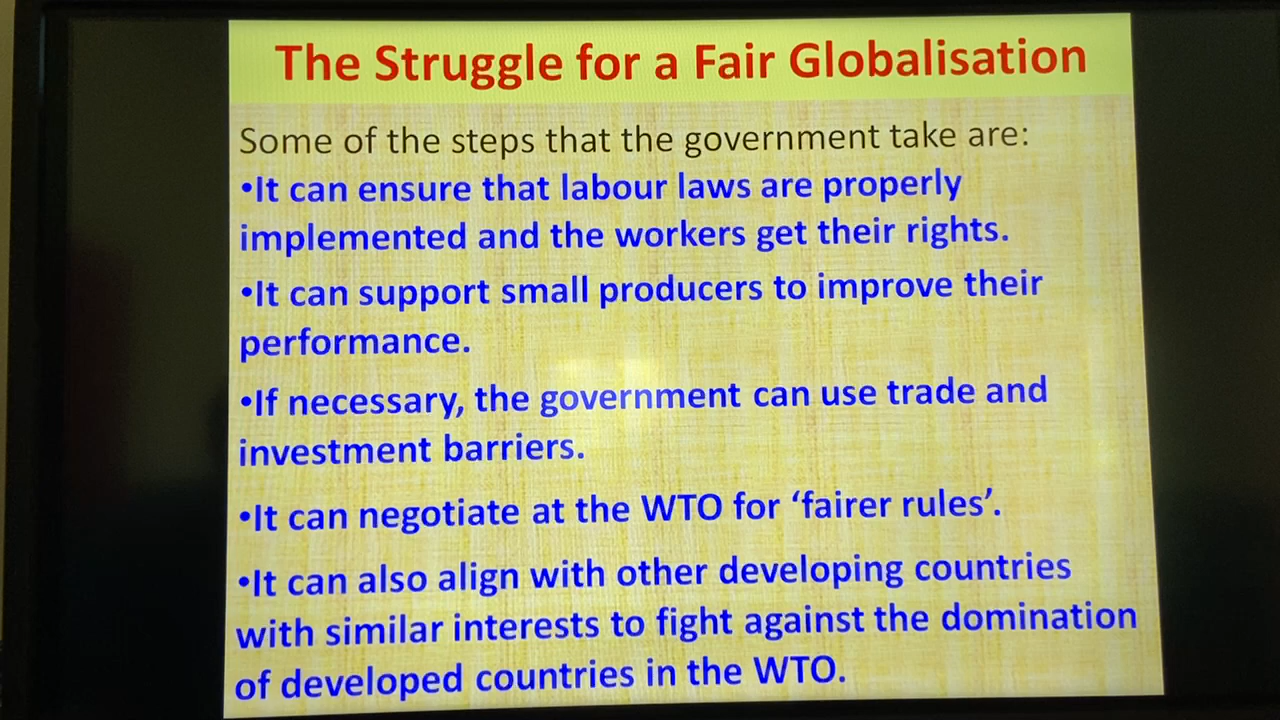 The Struggle for a Fair Globalisation
Some of the steps that the government take are:
•It can ensure that labour laws are properly
implemented and the workers get their rights.
•It can support small producers to improve their
performance.
•If necessary, the government can use trade and
investment barriers.
•It can negotiate at the WTO for ‘fairer rules’.
•It can also align with other developing countries
with similar interests to fight against the domination
of developed countries in the WTO.